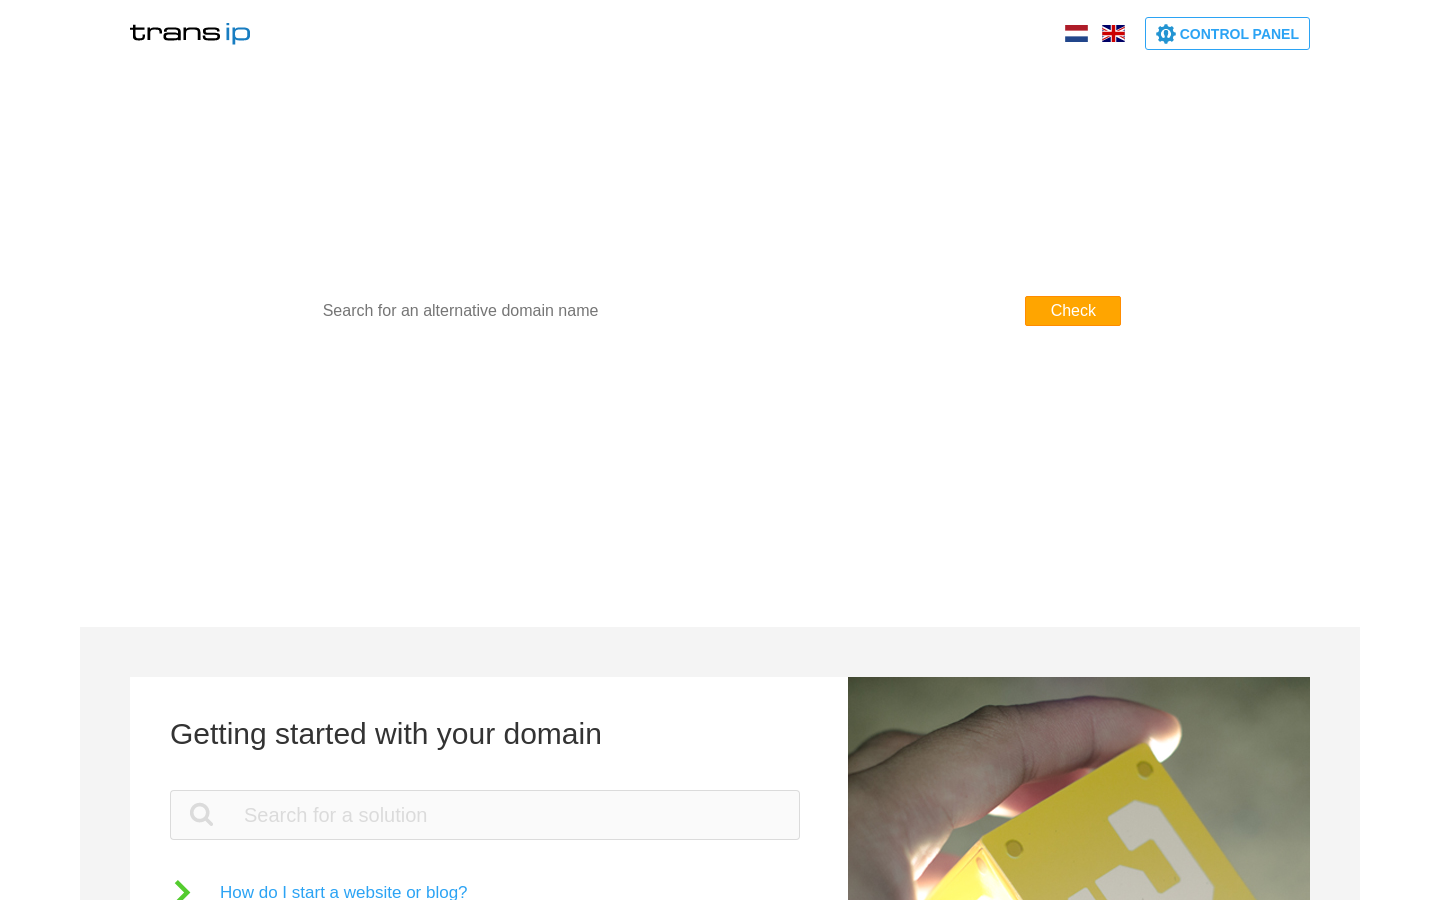 trans ip
CONTROL PANEL
Search for an alternative domain name
Check
Getting started with your domain
Search for a solution
How do I start a website or blog?